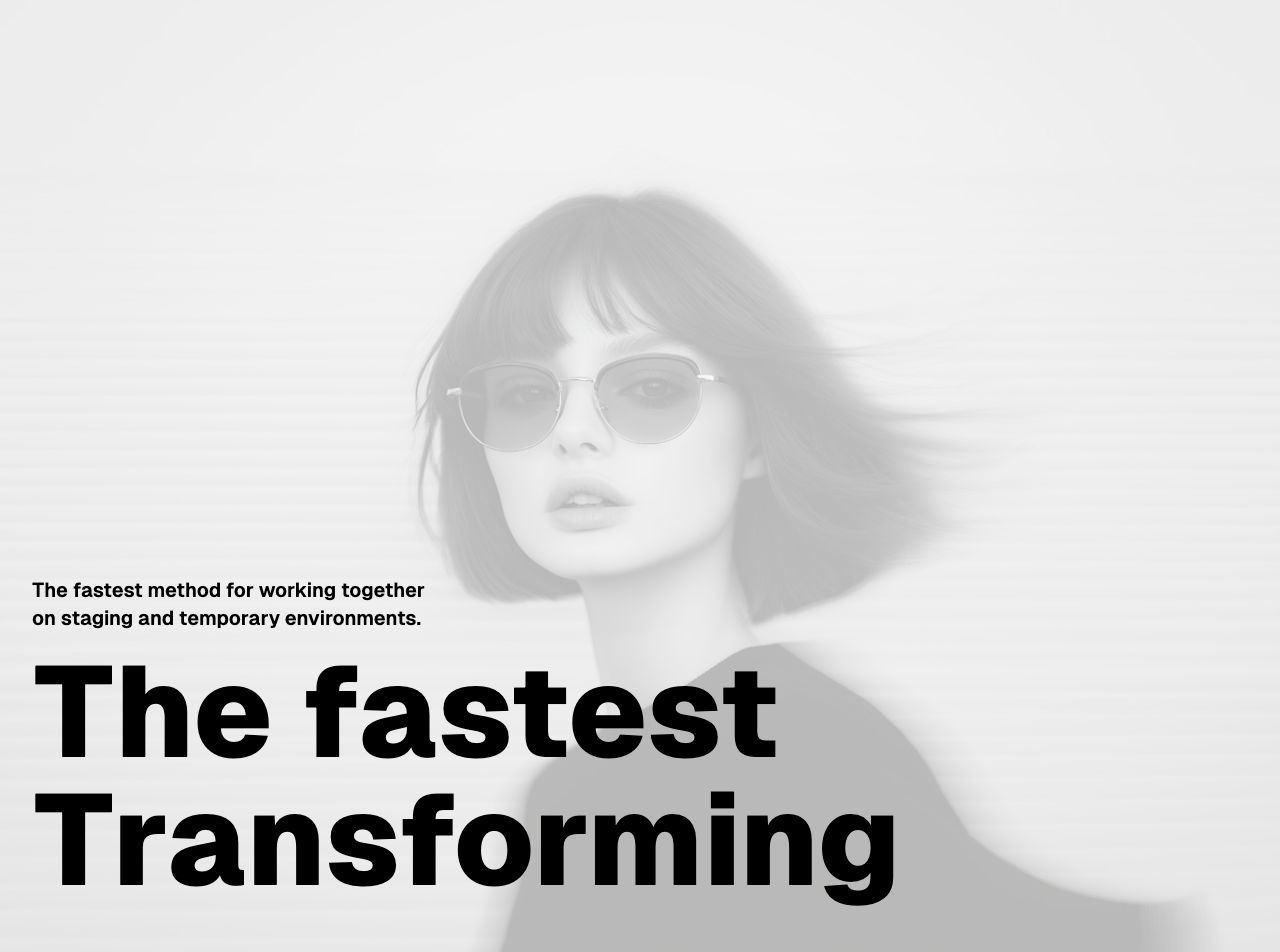 The fastest method for working together
on staging and temporary environments.
The fastest
Transforming